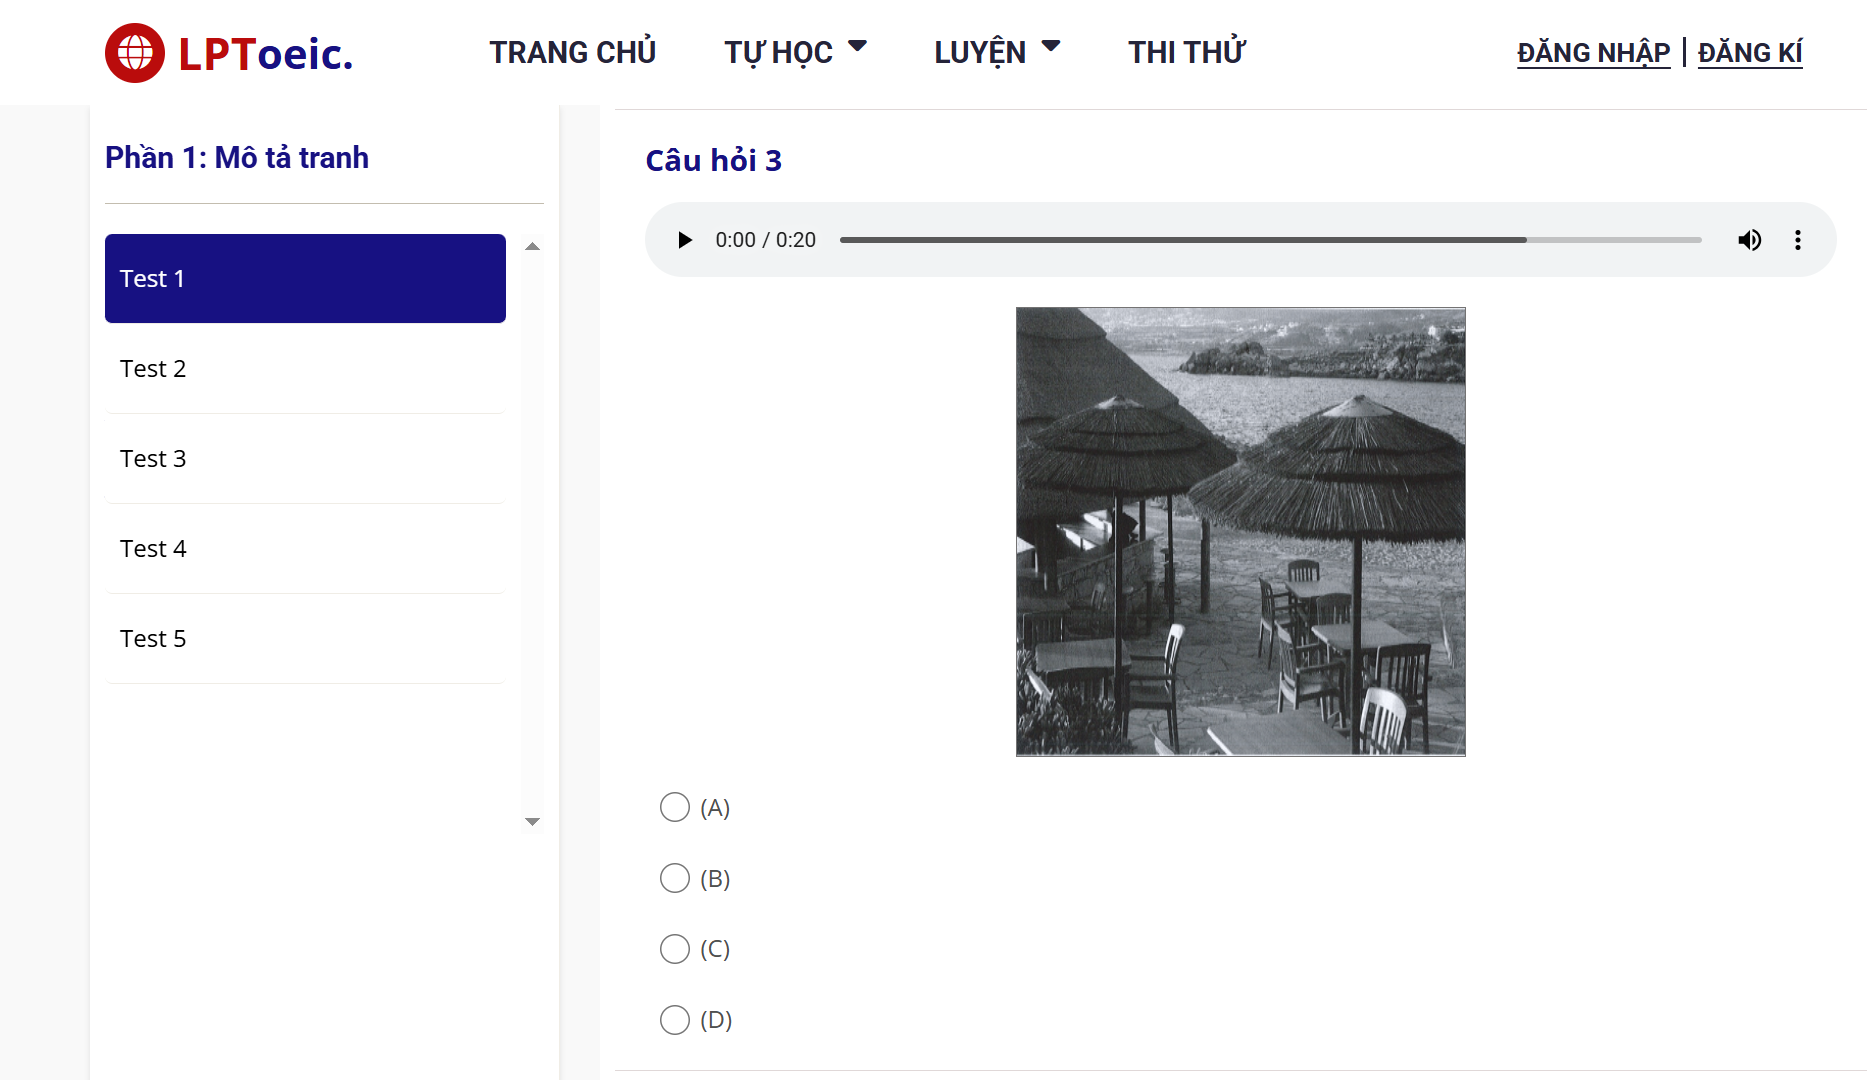 LPToeic.
TRANG CHỦ
TỰ HỌC
LUYỆN
THI THỬ
ĐĂNG NHẬP | ĐĂNG KÍ
Phần 1: Mô tả tranh
Test 1
Test 2
Test 3
Test 4
Test 5
Câu hỏi 3
0:00 / 0:20
(A)
(B)
(C)
(D)